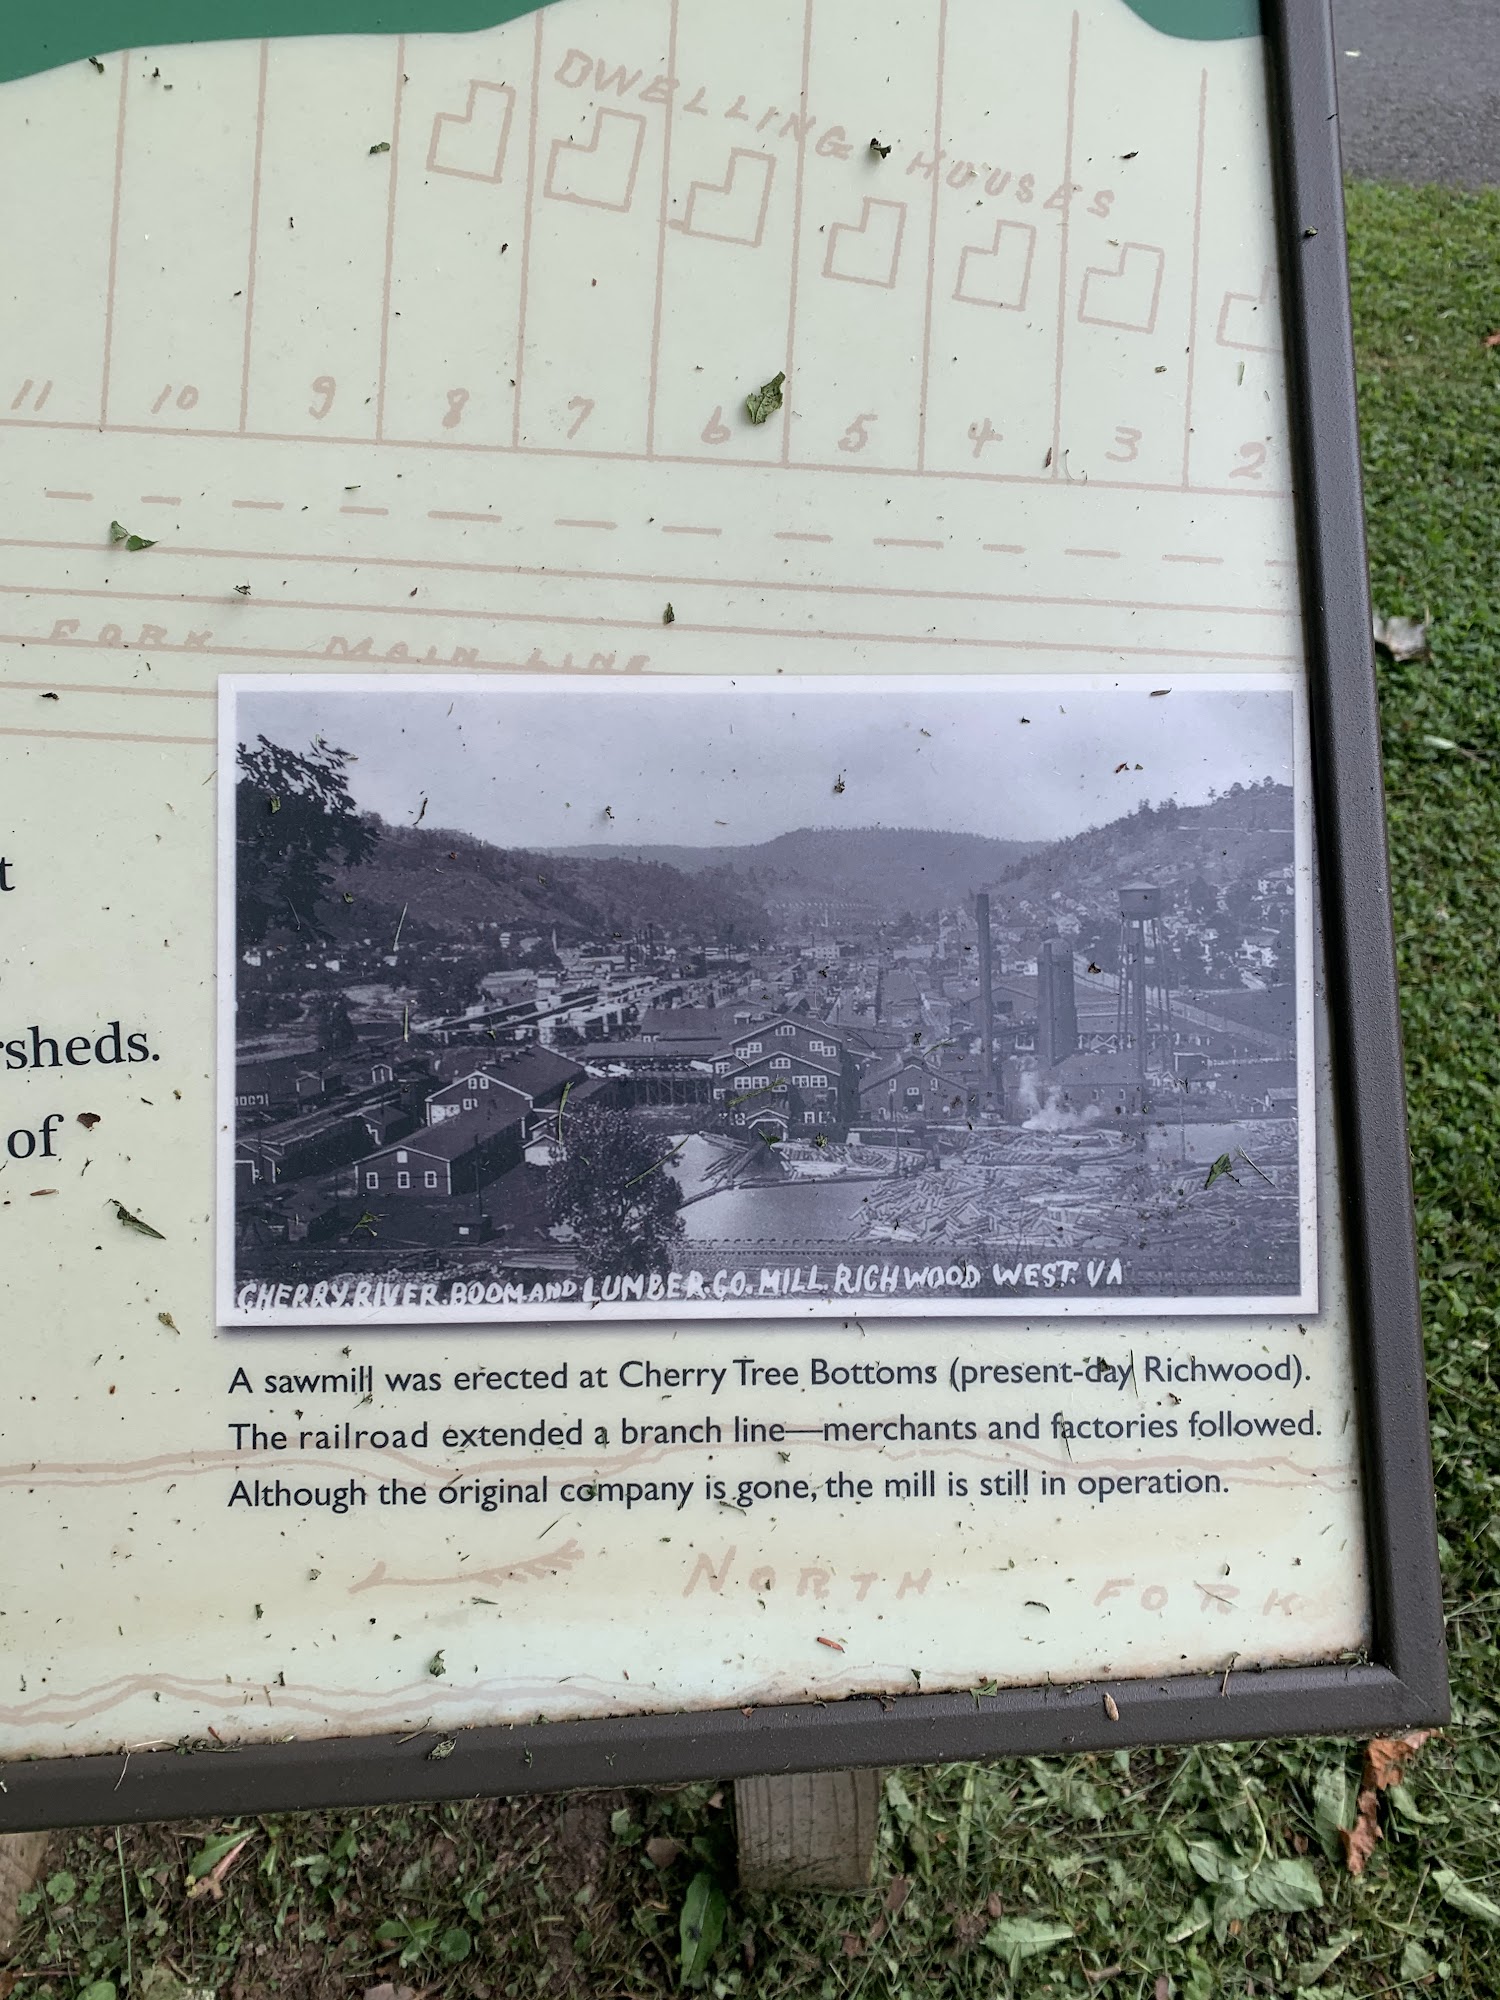 DWELLING HOUSES
11 10 9 8 7 6 5 4 3 2
FORK MAIN LINE
t
rsheds.
of
CHERRY.RIVER.BOOM.AND LUMBER.CO.MILL.RICHWOOD WEST.VA
A sawmill was erected at Cherry Tree Bottoms (present-day Richwood).
The railroad extended a branch line—merchants and factories followed.
Although the original company is gone, the mill is still in operation.
NORTH FORK